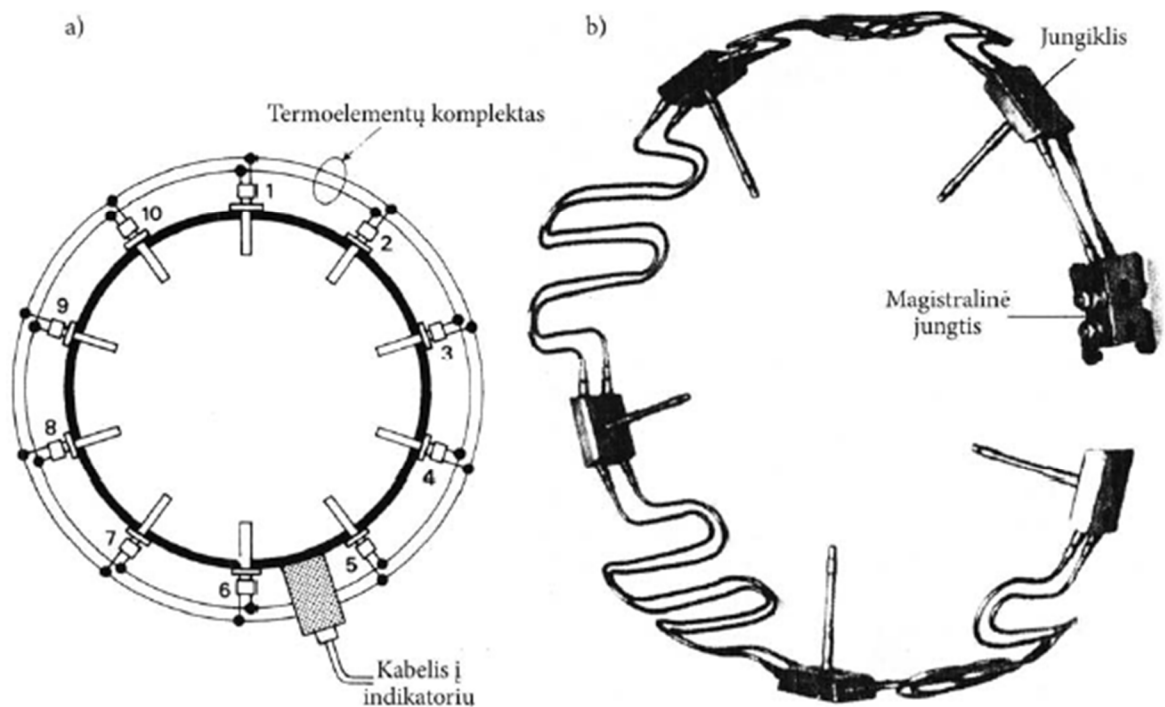 a)
Termoelementų komplektas
1
2
3
4
5
6
7
8
9
10
Kabelis į
indikatorių
b)
Jungiklis
Magistralinė
jungtis